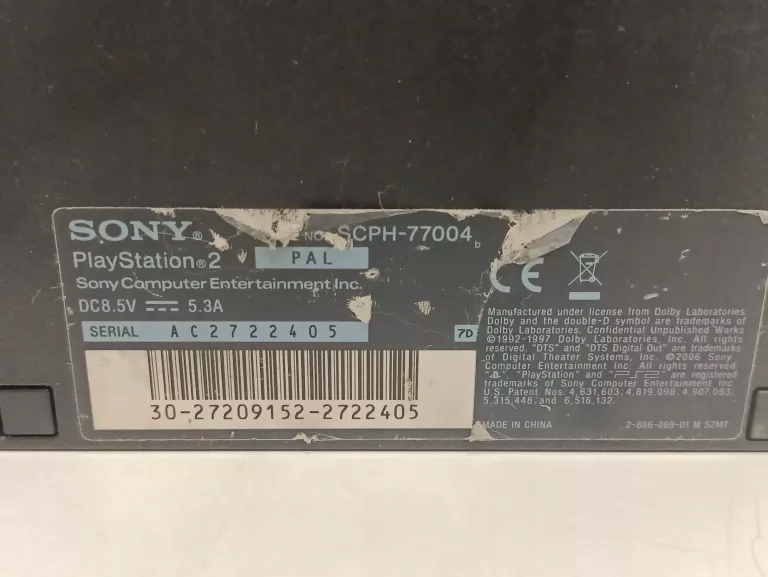 SONY®
NO. SCPH-77004 b
PlayStation®2 PAL
Sony Computer Entertainment Inc.
DC8.5V 5.3A
SERIAL AC2722405 7D
30-27209152-2722405
CE
Manufactured under license from Dolby Laboratories.
Dolby and the double-D symbol are trademarks of
Dolby Laboratories. Confidential Unpublished Works
©1992-1997 Dolby Laboratories, Inc. All rights
reserved. "DTS" and "DTS Digital Out" are trademarks
of Digital Theater Systems, Inc. ©2006 Sony
Computer Entertainment Inc. All rights reserved.
"PlayStation" and "PS2" are registered
trademarks of Sony Computer Entertainment Inc.
U.S. Patent Nos. 4,631,603; 4,819,098; 4,907,093;
5,315,448; and 6,516,132.
MADE IN CHINA 2-886-069-01 M SZMT